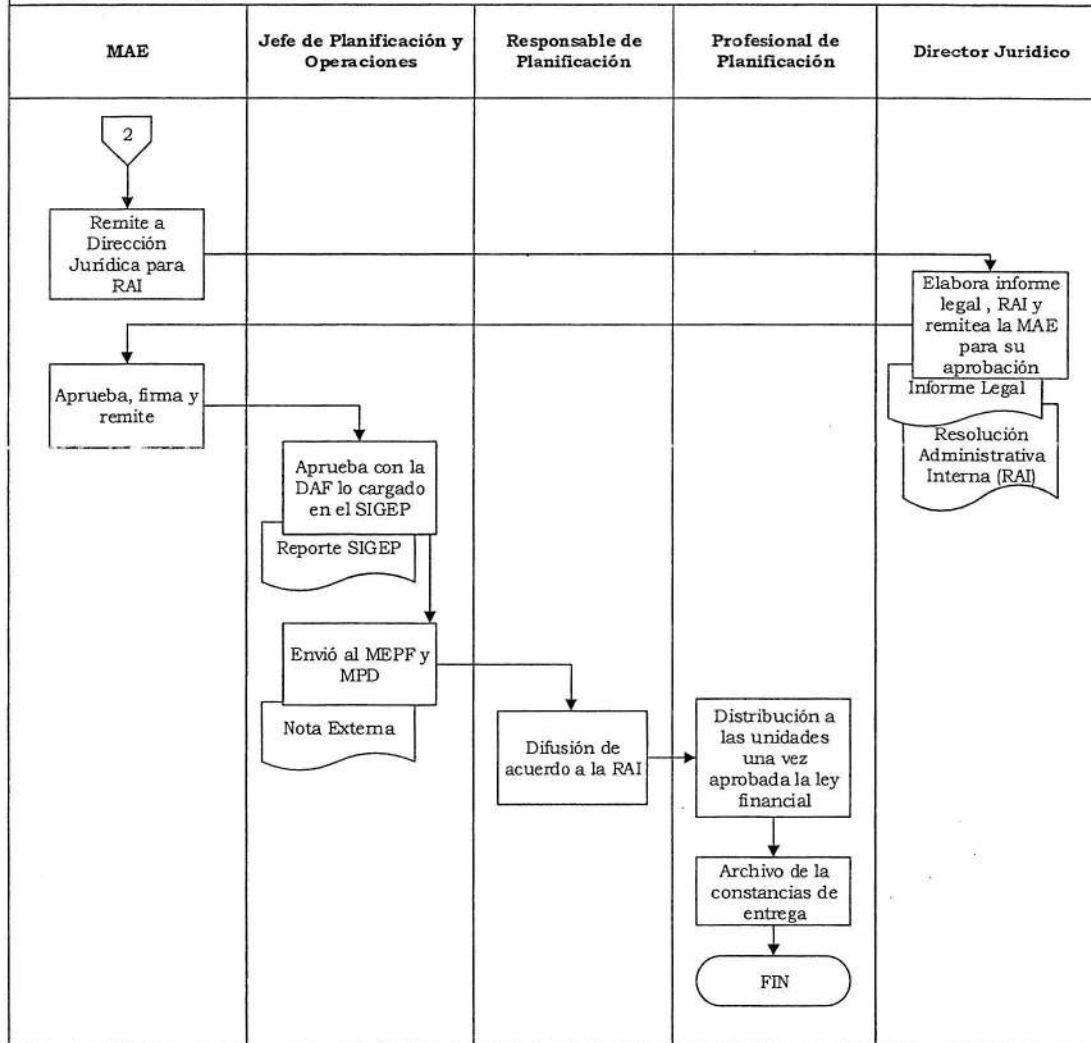 MAE
Jefe de Planificación y
Operaciones
Responsable de
Planificación
Profesional de
Planificación
Director Juridico
2
Remite a
Dirección
Jurídica para
RAI
Elabora informe
legal , RAI y
remitea la MAE
para su
aprobación
Informe Legal
Resolución
Administrativa
Interna (RAI)
Aprueba, firma y
remite
Aprueba con la
DAF lo cargado
en el SIGEP
Reporte SIGEP
Envió al MEPF y
MPD
Nota Externa
Difusión de
acuerdo a la RAI
Distribución a
las unidades
una vez
aprobada la ley
financial
Archivo de la
constancias de
entrega
FIN